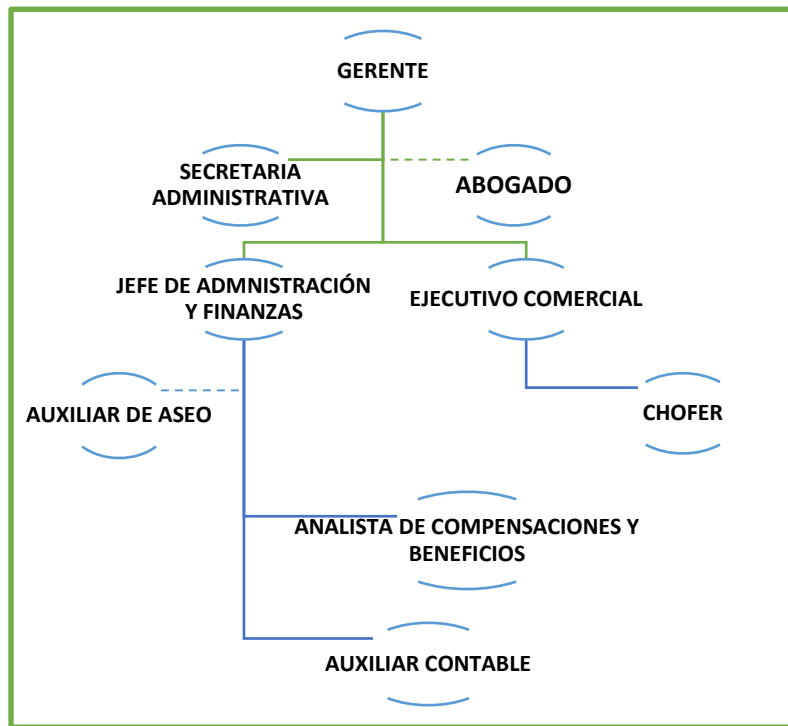 GERENTE
SECRETARIA
ADMINISTRATIVA
ABOGADO
JEFE DE ADMNISTRACIÓN
Y FINANZAS
EJECUTIVO COMERCIAL
AUXILIAR DE ASEO
CHOFER
ANALISTA DE COMPENSACIONES Y
BENEFICIOS
AUXILIAR CONTABLE